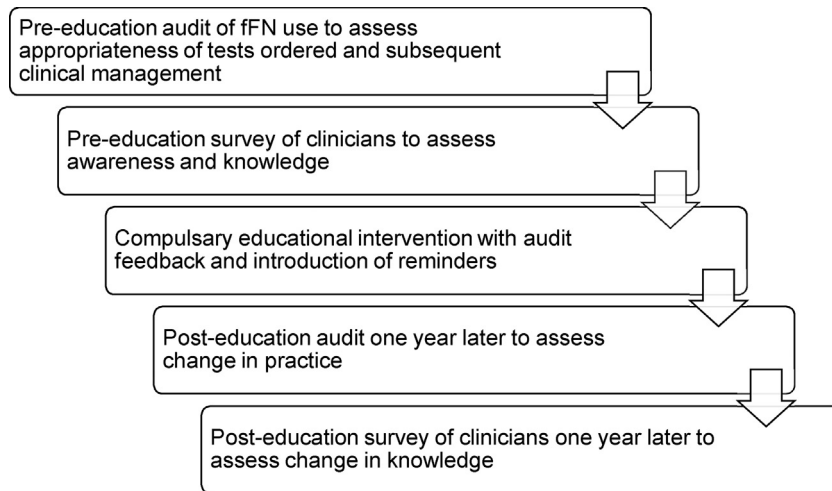 Pre-education audit of fFN use to assess
appropriateness of tests ordered and subsequent
clinical management
Pre-education survey of clinicians to assess
awareness and knowledge
Compulsary educational intervention with audit
feedback and introduction of reminders
Post-education audit one year later to assess
change in practice
Post-education survey of clinicians one year later to
assess change in knowledge